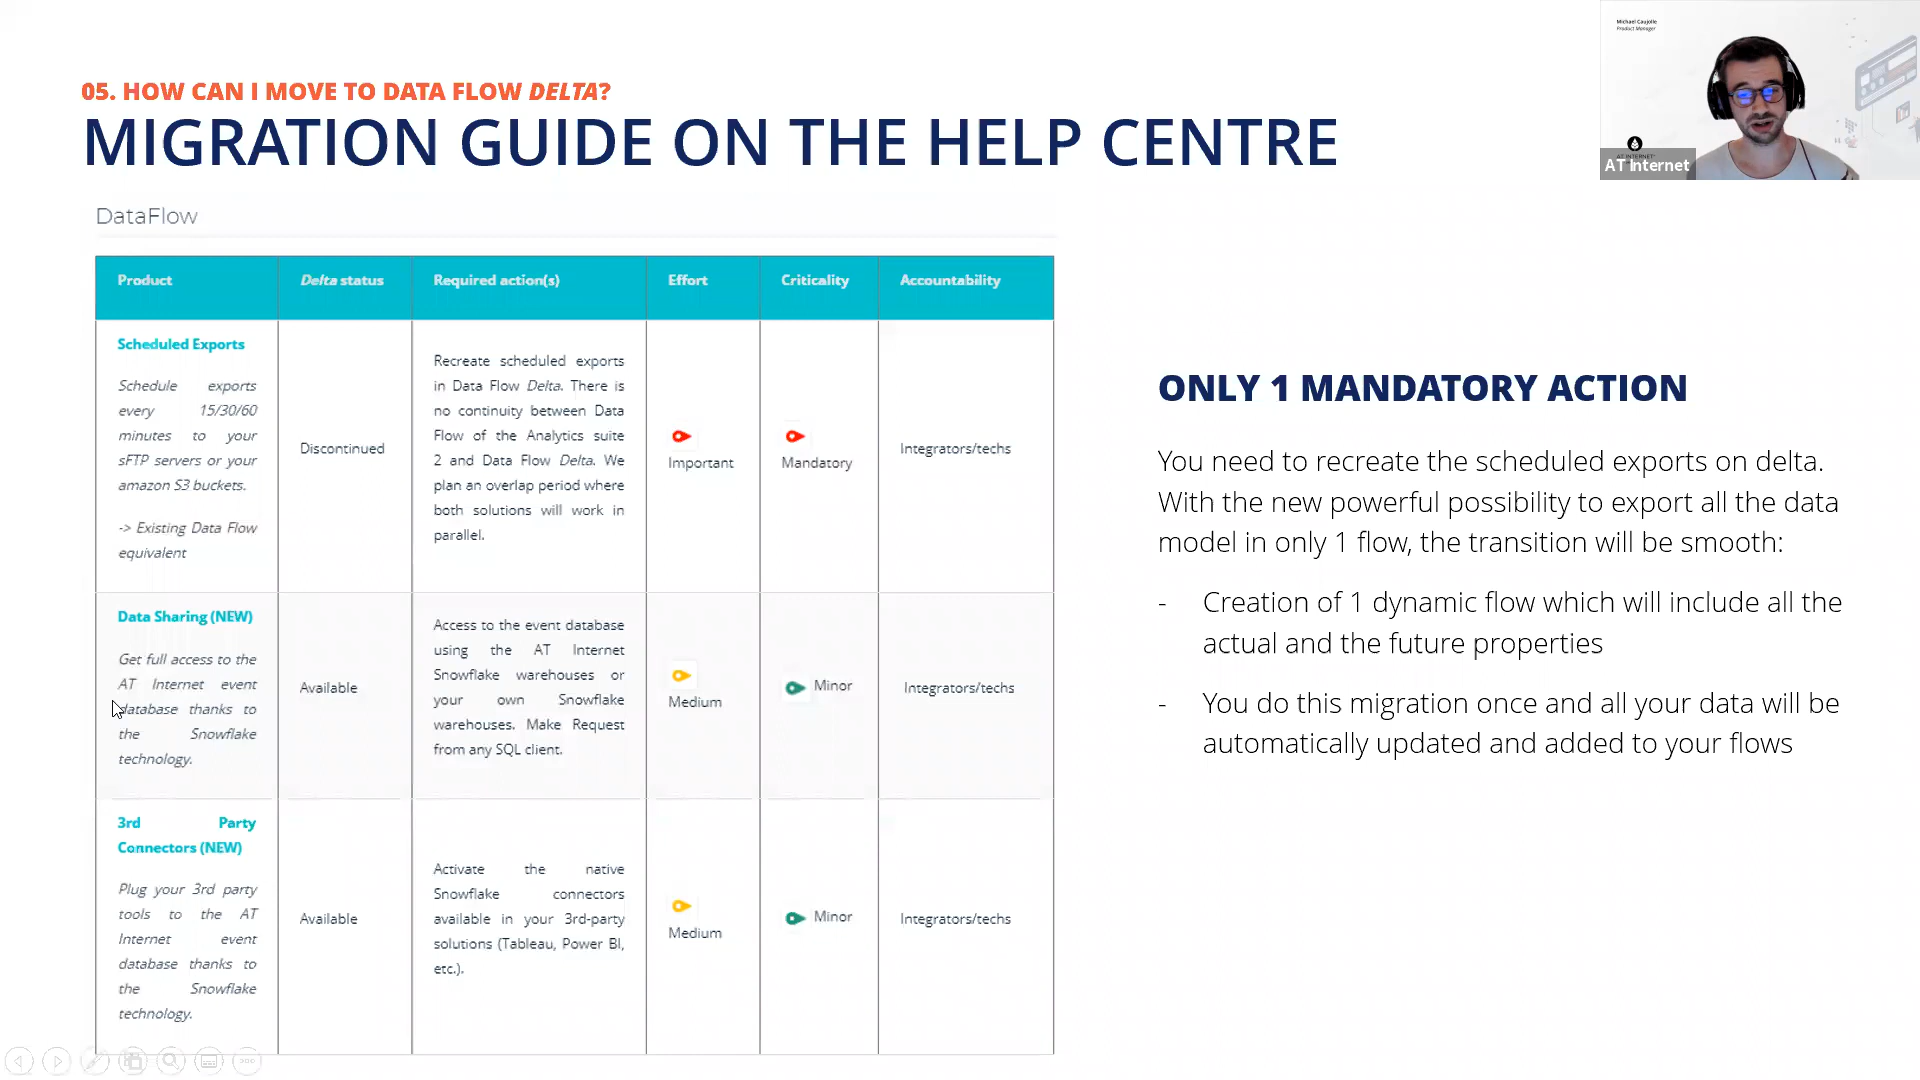 Michael Caujolle
Product Manager
AT Internet
05. HOW CAN I MOVE TO DATA FLOW DELTA?
MIGRATION GUIDE ON THE HELP CENTRE
DataFlow
Product
Delta status
Required action(s)
Effort
Criticality
Accountability
Scheduled Exports
Schedule exports
every 15/30/60
minutes to your
sFTP servers or your
amazon S3 buckets.
-> Existing Data Flow
equivalent
Discontinued
Recreate scheduled exports
in Data Flow Delta. There is
no continuity between Data
Flow of the Analytics suite
2 and Data Flow Delta. We
plan an overlap period where
both solutions will work in
parallel.
Important
Mandatory
Integrators/techs
Data Sharing (NEW)
Get full access to the
AT Internet event
database thanks to
the Snowflake
technology.
Available
Access to the event database
using the AT Internet
Snowflake warehouses or
your own Snowflake
warehouses. Make Request
from any SQL client.
Medium
Minor
Integrators/techs
3rd Party
Connectors (NEW)
Plug your 3rd party
tools to the AT
Internet event
database thanks to
the Snowflake
technology.
Available
Activate the native
Snowflake connectors
available in your 3rd-party
solutions (Tableau, Power BI,
etc.).
Medium
Minor
Integrators/techs
ONLY 1 MANDATORY ACTION
You need to recreate the scheduled exports on delta.
With the new powerful possibility to export all the data
model in only 1 flow, the transition will be smooth:
- Creation of 1 dynamic flow which will include all the
actual and the future properties
- You do this migration once and all your data will be
automatically updated and added to your flows